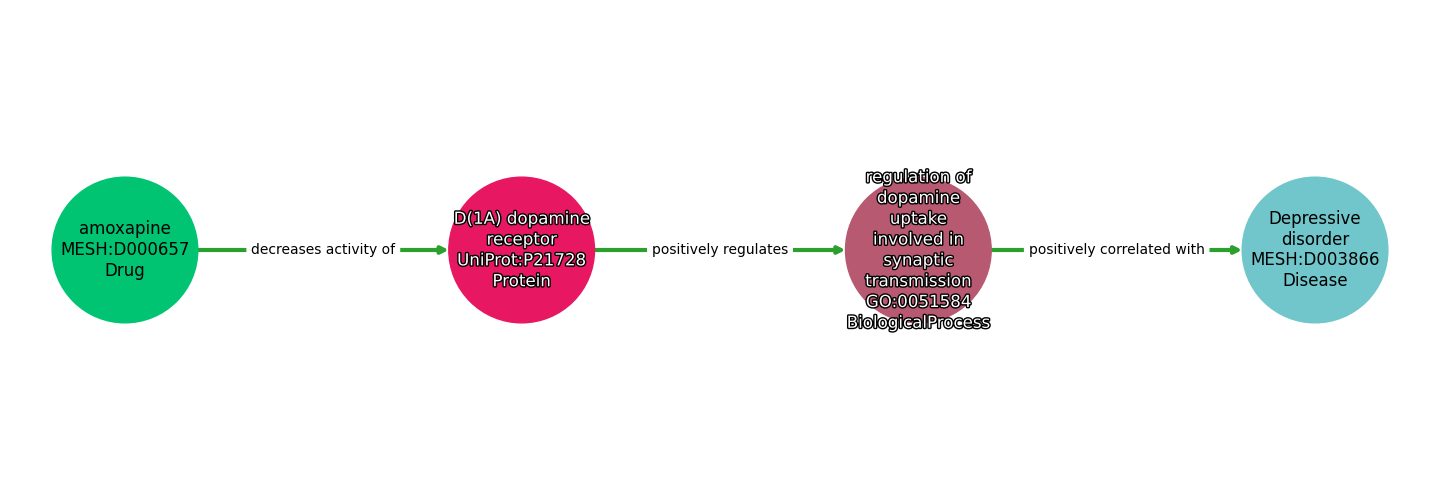 amoxapine
MESH:D000657
Drug
decreases activity of
D(1A) dopamine
receptor
UniProt:P21728
Protein
positively regulates
regulation of
dopamine
uptake
involved in
synaptic
transmission
GO:0051584
BiologicalProcess
positively correlated with
Depressive
disorder
MESH:D003866
Disease